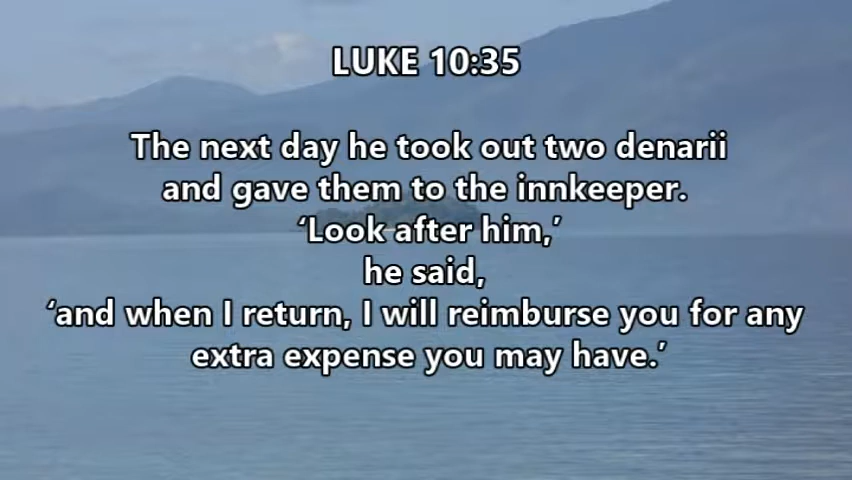 LUKE 10:35
The next day he took out two denarii
and gave them to the innkeeper.
‘Look after him,’
he said,
‘and when I return, I will reimburse you for any
extra expense you may have.’